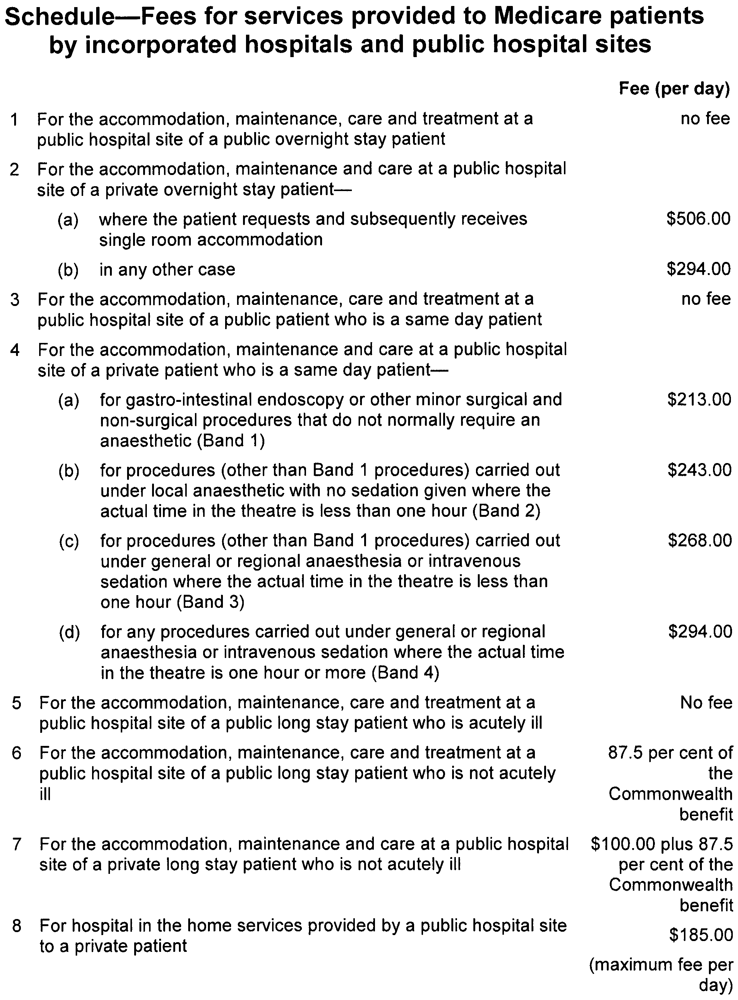 Schedule—Fees for services provided to Medicare patients
by incorporated hospitals and public hospital sites
Fee (per day)
1 For the accommodation, maintenance, care and treatment at a no fee
public hospital site of a public overnight stay patient
2 For the accommodation, maintenance and care at a public hospital
site of a private overnight stay patient—
(a) where the patient requests and subsequently receives $506.00
single room accommodation
(b) in any other case $294.00
3 For the accommodation, maintenance, care and treatment at a no fee
public hospital site of a public patient who is a same day patient
4 For the accommodation, maintenance and care at a public hospital
site of a private patient who is a same day patient—
(a) for gastro-intestinal endoscopy or other minor surgical and $213.00
non-surgical procedures that do not normally require an
anaesthetic (Band 1)
(b) for procedures (other than Band 1 procedures) carried out $243.00
under local anaesthetic with no sedation given where the
actual time in the theatre is less than one hour (Band 2)
(c) for procedures (other than Band 1 procedures) carried out $268.00
under general or regional anaesthesia or intravenous
sedation where the actual time in the theatre is less than
one hour (Band 3)
(d) for any procedures carried out under general or regional $294.00
anaesthesia or intravenous sedation where the actual time
in the theatre is one hour or more (Band 4)
5 For the accommodation, maintenance, care and treatment at a No fee
public hospital site of a public long stay patient who is acutely ill
6 For the accommodation, maintenance, care and treatment at a 87.5 per cent of
public hospital site of a public long stay patient who is not acutely the
ill Commonwealth
benefit
7 For the accommodation, maintenance and care at a public hospital $100.00 plus 87.5
site of a private long stay patient who is not acutely ill per cent of the
Commonwealth
benefit
8 For hospital in the home services provided by a public hospital site $185.00
to a private patient
(maximum fee per
day)